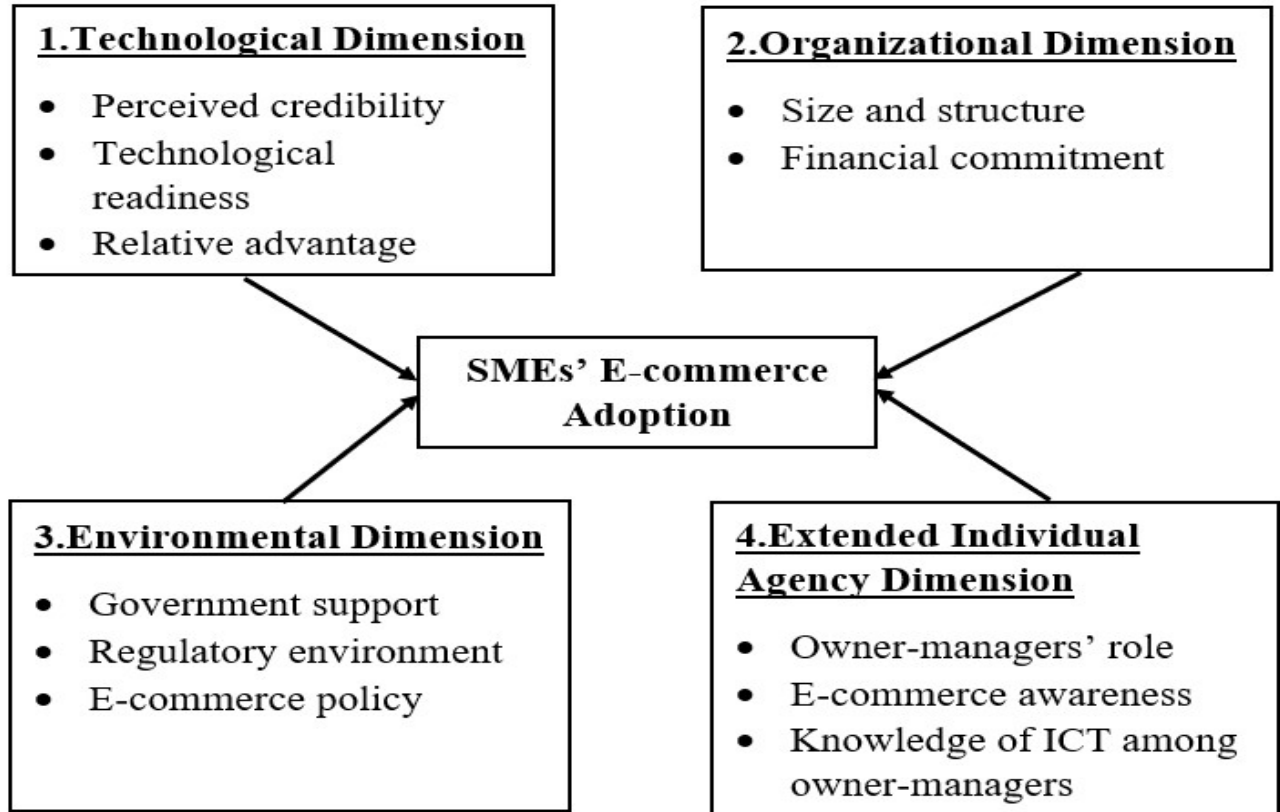 1.Technological Dimension
• Perceived credibility
• Technological
readiness
• Relative advantage
2.Organizational Dimension
• Size and structure
• Financial commitment
SMEs’ E-commerce
Adoption
3.Environmental Dimension
• Government support
• Regulatory environment
• E-commerce policy
4.Extended Individual
Agency Dimension
• Owner-managers’ role
• E-commerce awareness
• Knowledge of ICT among
owner-managers